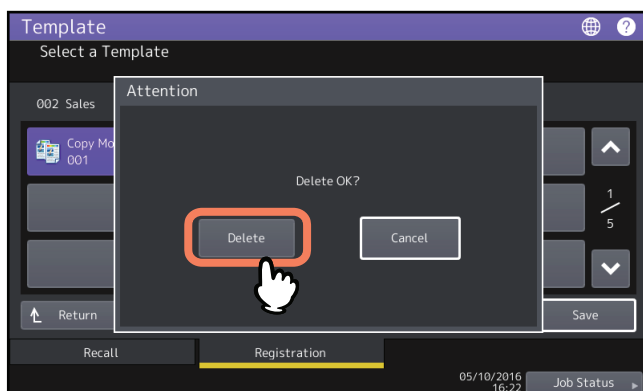 Template
?
Select a Template
002 Sales
Attention
Copy Mo
001
Delete OK?
Delete
Cancel
1
5
Return
Save
Recall
Registration
05/10/2016
16:22
Job Status